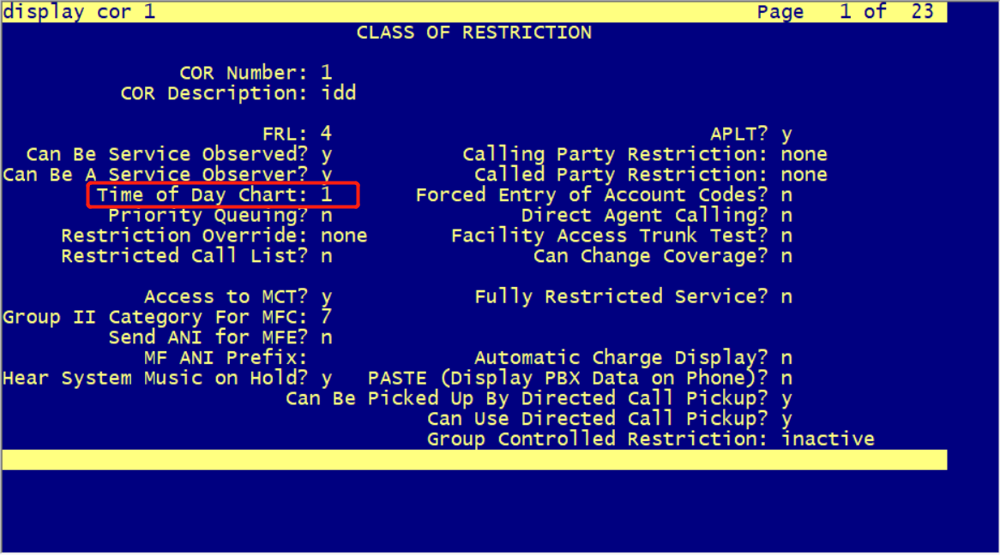 display cor 1 Page 1 of 23
CLASS OF RESTRICTION
COR Number: 1
COR Description: idd
FRL: 4 APLT? y
Can Be Service Observed? y Calling Party Restriction: none
Can Be A Service Observer? y Called Party Restriction: none
Time of Day Chart: 1 Forced Entry of Account Codes? n
Priority Queuing? n Direct Agent Calling? n
Restriction Override: none Facility Access Trunk Test? n
Restricted Call List? n Can Change Coverage? n
Access to MCT? y Fully Restricted Service? n
Group II Category For MFC: 7
Send ANI for MFE? n
MF ANI Prefix: Automatic Charge Display? n
Hear System Music on Hold? y PASTE (Display PBX Data on Phone)? n
Can Be Picked Up By Directed Call Pickup? y
Can Use Directed Call Pickup? y
Group Controlled Restriction: inactive